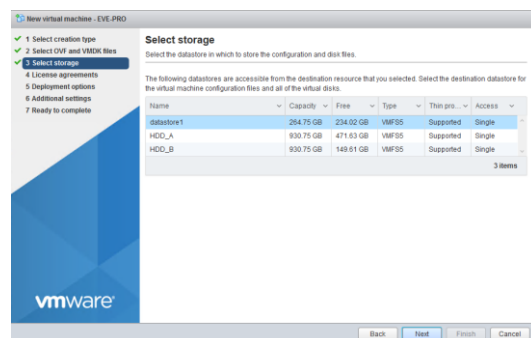 New virtual machine - EVE-PRO
1 Select creation type
2 Select OVF and VMDK files
3 Select storage
4 License agreements
5 Deployment options
6 Additional settings
7 Ready to complete
Select storage
Select the datastore in which to store the configuration and disk files.
The following datastores are accessible from the destination resource that you selected. Select the destination datastore for
the virtual machine configuration files and all of the virtual disks.
Name Capacity Free Type Thin pro... Access
datastore1 264.75 GB 234.02 GB VMFS5 Supported Single
HDD_A 930.75 GB 471.63 GB VMFS5 Supported Single
HDD_B 930.75 GB 149.61 GB VMFS5 Supported Single
3 items
vmware
Back Next Finish Cancel